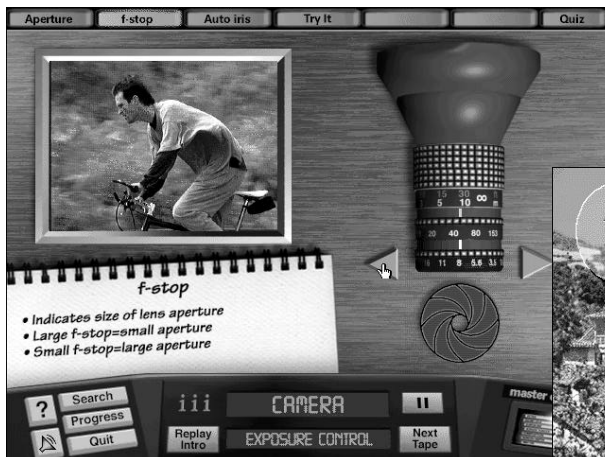 Aperture f-stop Auto iris Try It Quiz
15 30
5 10 ∞ m
20 40 80 153
11 8 5.6 3.5
f-stop
• Indicates size of lens aperture
• Large f-stop=small aperture
• Small f-stop=large aperture
? Search
Progress
Quit
iii CAMERA
Replay Intro
EXPOSURE CONTROL
Next Tape
master